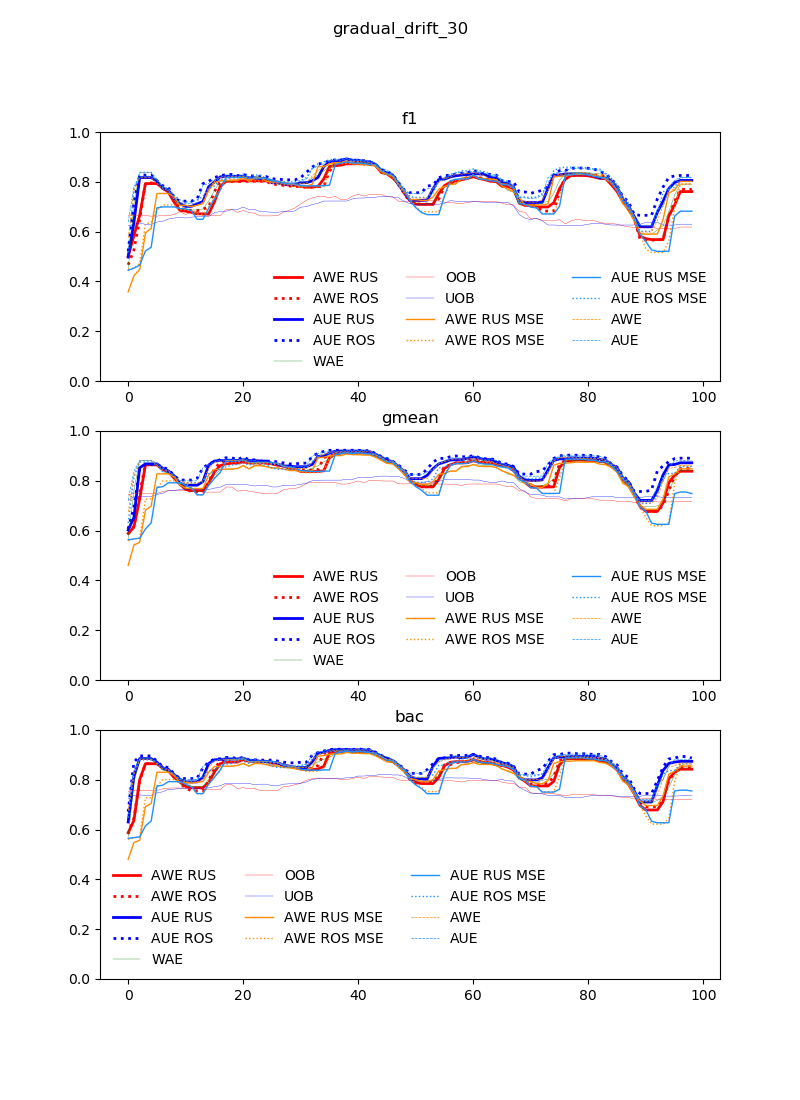 gradual_drift_30
f1
1.0
0.8
0.6
0.4
0.2
0.0
AWE RUS OOB AUE RUS MSE
AWE ROS UOB AUE ROS MSE
AUE RUS AWE RUS MSE AWE
AUE ROS AWE ROS MSE AUE
WAE
0 20 40 60 80 100
gmean
1.0
0.8
0.6
0.4
0.2
0.0
AWE RUS OOB AUE RUS MSE
AWE ROS UOB AUE ROS MSE
AUE RUS AWE RUS MSE AWE
AUE ROS AWE ROS MSE AUE
WAE
0 20 40 60 80 100
bac
1.0
0.8
0.6
0.4
0.2
0.0
AWE RUS OOB AUE RUS MSE
AWE ROS UOB AUE ROS MSE
AUE RUS AWE RUS MSE AWE
AUE ROS AWE ROS MSE AUE
WAE
0 20 40 60 80 100